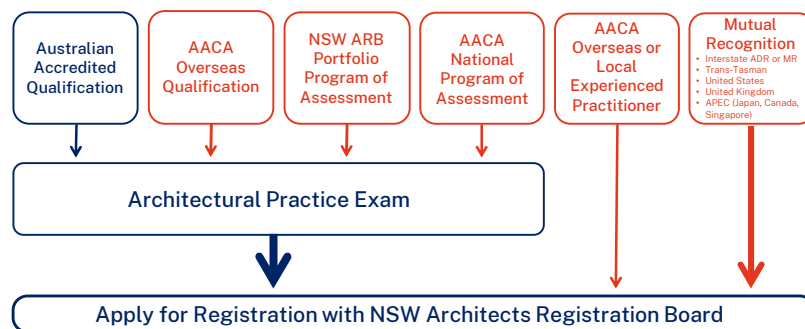 Australian
Accredited
Qualification
AACA
Overseas
Qualification
NSW ARB
Portfolio
Program of
Assessment
AACA
National
Program of
Assessment
AACA
Overseas or
Local
Experienced
Practitioner
Mutual
Recognition
• Interstate ADR or MR
• Trans-Tasman
• United States
• United Kingdom
• APEC (Japan, Canada,
Singapore)
Architectural Practice Exam
Apply for Registration with NSW Architects Registration Board